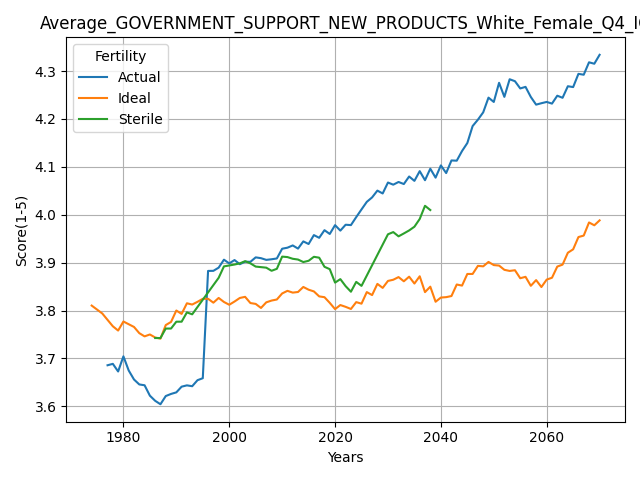 Average_GOVERNMENT_SUPPORT_NEW_PRODUCTS_White_Female_Q4_I
Fertility
Actual
Ideal
Sterile
Score(1-5)
4.3
4.2
4.1
4.0
3.9
3.8
3.7
3.6
1980 2000 2020 2040 2060
Years